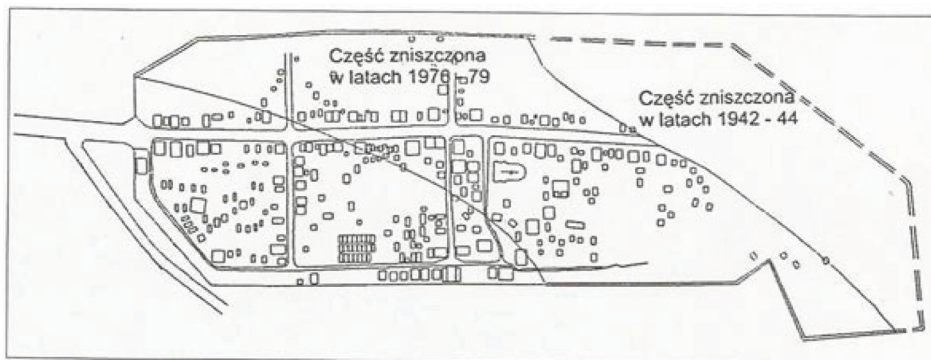 Część zniszczona
w latach 1976 - 79
Część zniszczona
w latach 1942 - 44